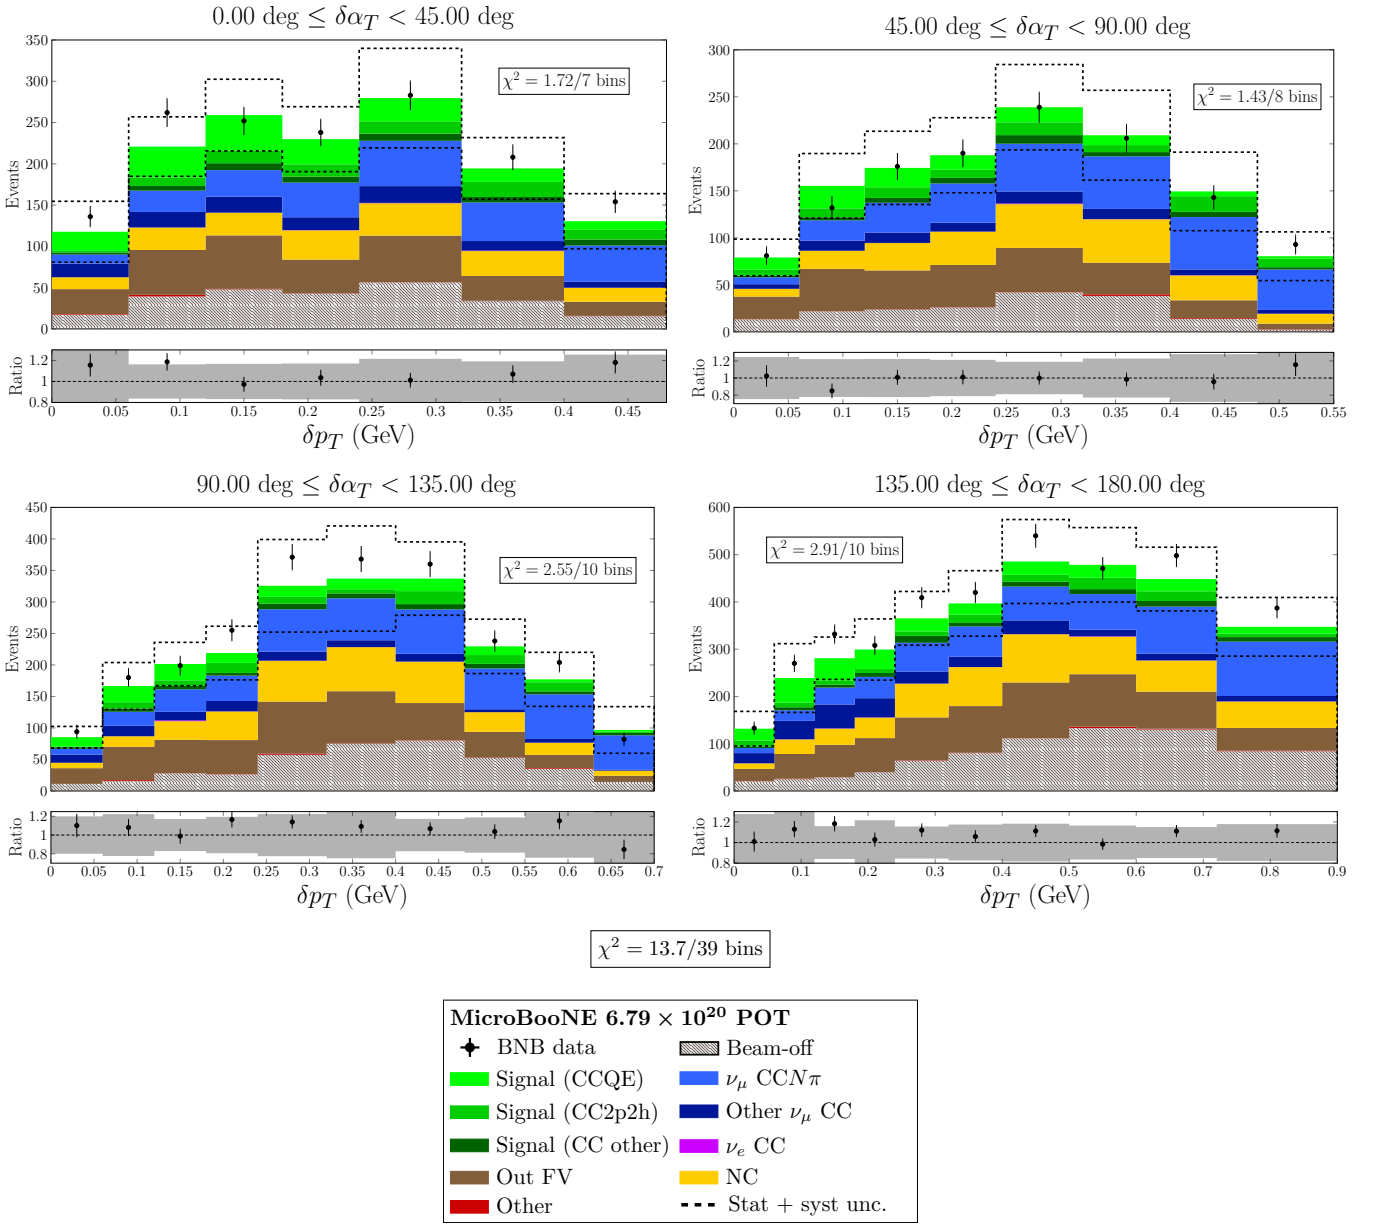 0.00 deg ≤ δα_T < 45.00 deg
350
300
250
200
150
100
50
0
Events
χ² = 1.72/7 bins
1.2
1
0.8
Ratio
0 0.05 0.1 0.15 0.2 0.25 0.3 0.35 0.4 0.45
δp_T (GeV)
45.00 deg ≤ δα_T < 90.00 deg
300
250
200
150
100
50
0
Events
χ² = 1.43/8 bins
1.2
1
0.8
Ratio
0 0.05 0.1 0.15 0.2 0.25 0.3 0.35 0.4 0.45 0.5 0.55
δp_T (GeV)
90.00 deg ≤ δα_T < 135.00 deg
450
400
350
300
250
200
150
100
50
0
Events
χ² = 2.55/10 bins
1.2
1
0.8
Ratio
0 0.05 0.1 0.15 0.2 0.25 0.3 0.35 0.4 0.45 0.5 0.55 0.6 0.65 0.7
δp_T (GeV)
135.00 deg ≤ δα_T < 180.00 deg
600
500
400
300
200
100
0
Events
χ² = 2.91/10 bins
1.2
1
0.8
Ratio
0 0.1 0.2 0.3 0.4 0.5 0.6 0.7 0.8 0.9
δp_T (GeV)
χ² = 13.7/39 bins
MicroBooNE 6.79 × 10²⁰ POT
BNB data
Beam-off
Signal (CCQE)
ν_μ CCNπ
Signal (CC2p2h)
Other ν_μ CC
Signal (CC other)
ν_e CC
Out FV
NC
Other
Stat + syst unc.